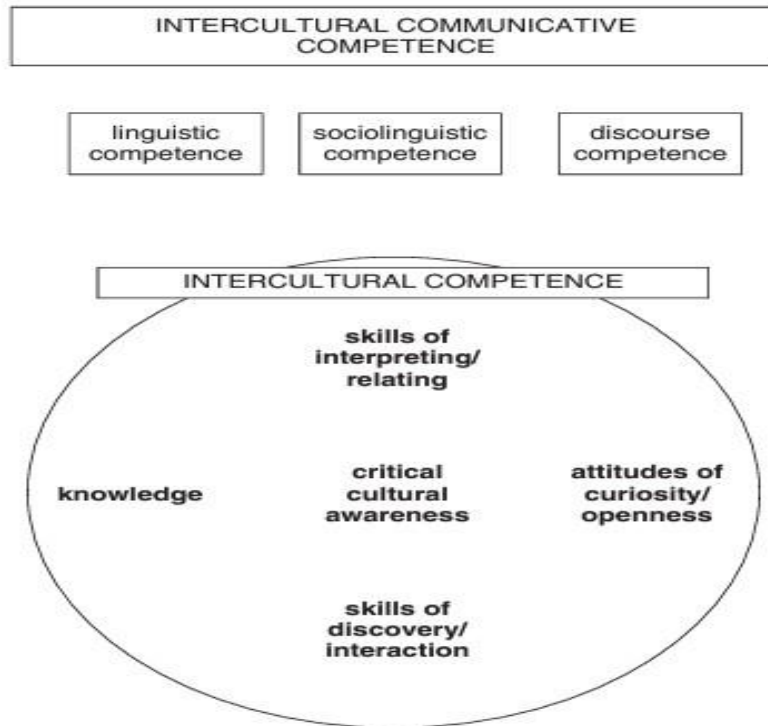 INTERCULTURAL COMMUNICATIVE
COMPETENCE
linguistic
competence
sociolinguistic
competence
discourse
competence
INTERCULTURAL COMPETENCE
skills of
interpreting/
relating
knowledge
critical
cultural
awareness
attitudes of
curiosity/
openness
skills of
discovery/
interaction